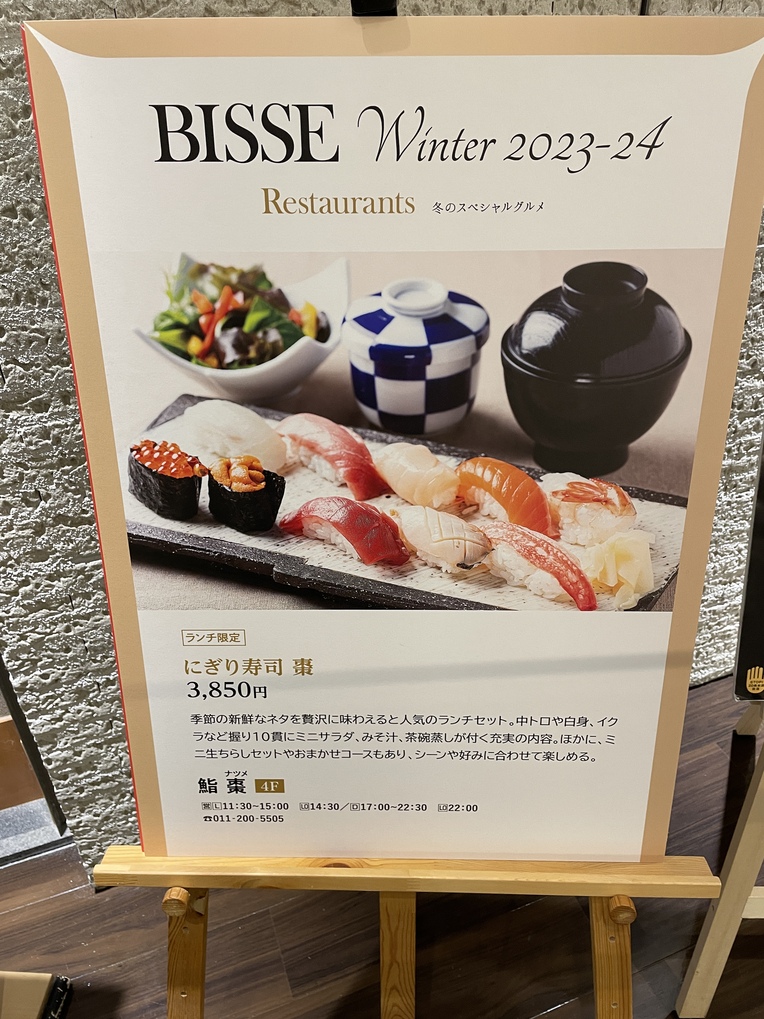 BISSE Winter 2023-24
Restaurants 冬のスペシャルグルメ
ランチ限定
にぎり寿司 棗
3,850円
季節の新鮮なネタを贅沢に味わえると人気のランチセット。中トロや白身、イク
ラなど握り10貫にミニサラダ、みそ汁、茶碗蒸しが付く充実の内容。ほかに、ミ
ニ生ちらしセットやおまかせコースもあり、シーンや好みに合わせて楽しめる。
ナツメ
鮨 棗 4F
営 L 11:30~15:00 LO 14:30/D 17:00~22:30 LO 22:00
☎011-200-5505